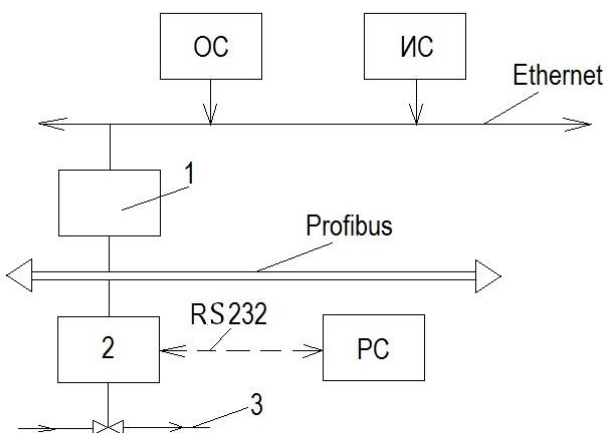 ОС
ИС
Ethernet
1
Profibus
RS232
2
PC
3